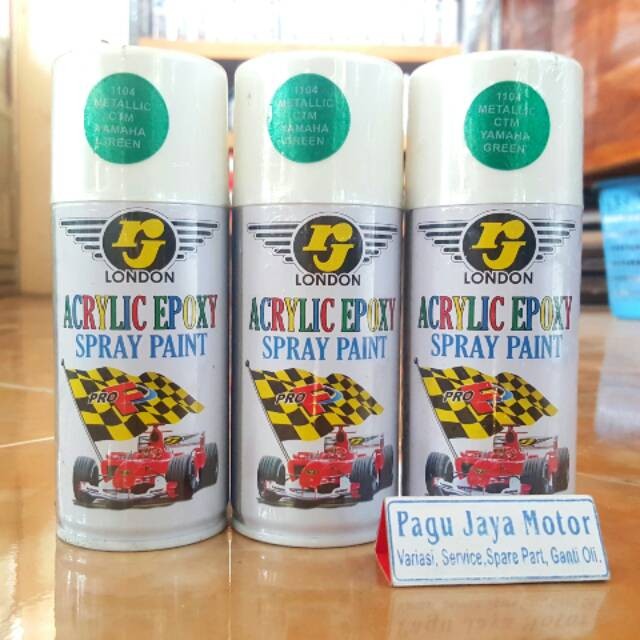 1104
METALLIC
CTM
YAMAHA
GREEN
rj
LONDON
ACRYLIC EPOXY
SPRAY PAINT
PRO
1104
METALLIC
CTM
YAMAHA
GREEN
rj
LONDON
ACRYLIC EPOXY
SPRAY PAINT
PRO
1104
METALLIC
CTM
YAMAHA
GREEN
rj
LONDON
ACRYLIC EPOXY
SPRAY PAINT
PRO
Pagu Jaya Motor
Variasi, Service,Spare Part, Ganti Oli.